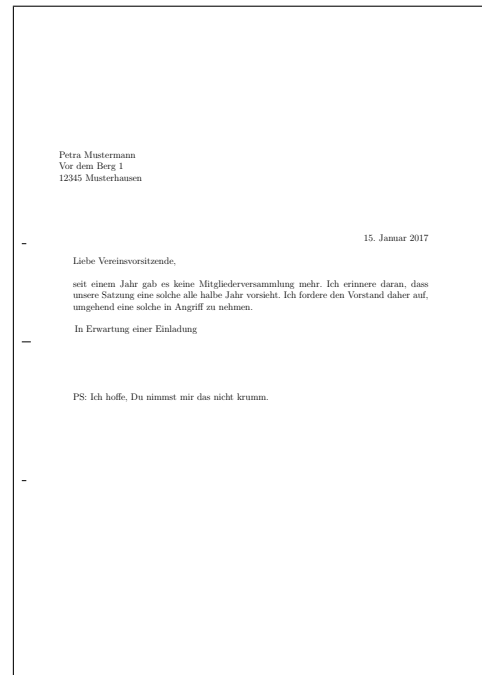 Petra Mustermann
Vor dem Berg 1
12345 Musterhausen
15. Januar 2017
Liebe Vereinsvorsitzende,
seit einem Jahr gab es keine Mitgliederversammlung mehr. Ich erinnere daran, dass
unsere Satzung eine solche alle halbe Jahr vorsieht. Ich fordere den Vorstand daher auf,
umgehend eine solche in Angriff zu nehmen.
In Erwartung einer Einladung
PS: Ich hoffe, Du nimmst mir das nicht krumm.